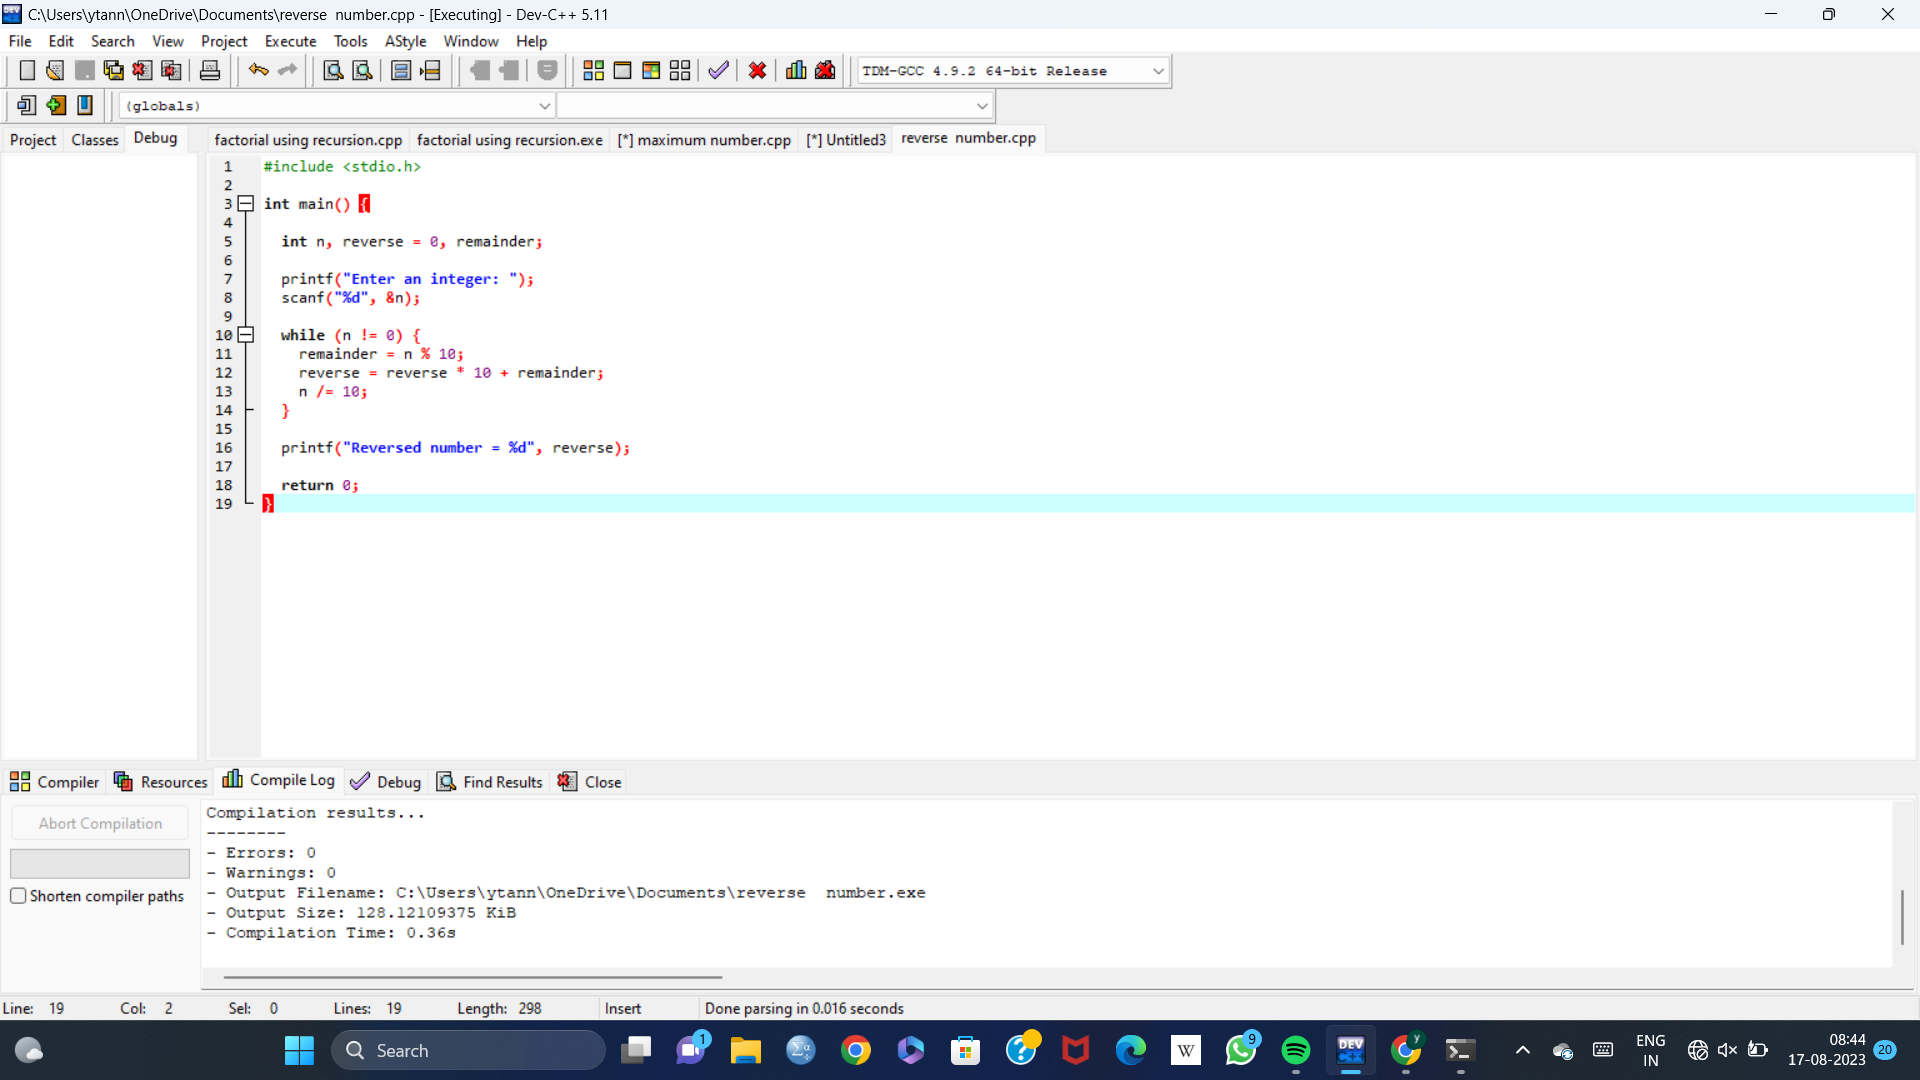 C:\Users\ytann\OneDrive\Documents\reverse  number.cpp - [Executing] - Dev-C++ 5.11
File Edit Search View Project Execute Tools AStyle Window Help
TDM-GCC 4.9.2 64-bit Release
(globals)
Project Classes Debug factorial using recursion.cpp factorial using recursion.exe [*] maximum number.cpp [*] Untitled3 reverse  number.cpp
1 #include <stdio.h>
2
3 int main() {
4
5 int n, reverse = 0, remainder;
6
7 printf("Enter an integer: ");
8 scanf("%d", &n);
9
10 while (n != 0) {
11 remainder = n % 10;
12 reverse = reverse * 10 + remainder;
13 n /= 10;
14 }
15
16 printf("Reversed number = %d", reverse);
17
18 return 0;
19 }
Compiler Resources Compile Log Debug Find Results Close
Abort Compilation
Shorten compiler paths
Compilation results...
--------
- Errors: 0
- Warnings: 0
- Output Filename: C:\Users\ytann\OneDrive\Documents\reverse  number.exe
- Output Size: 128.12109375 KiB
- Compilation Time: 0.36s
Line: 19 Col: 2 Sel: 0 Lines: 19 Length: 298 Insert Done parsing in 0.016 seconds
Search
1
W
9
DEV
C++
y
ENG
IN
08:44
17-08-2023
20